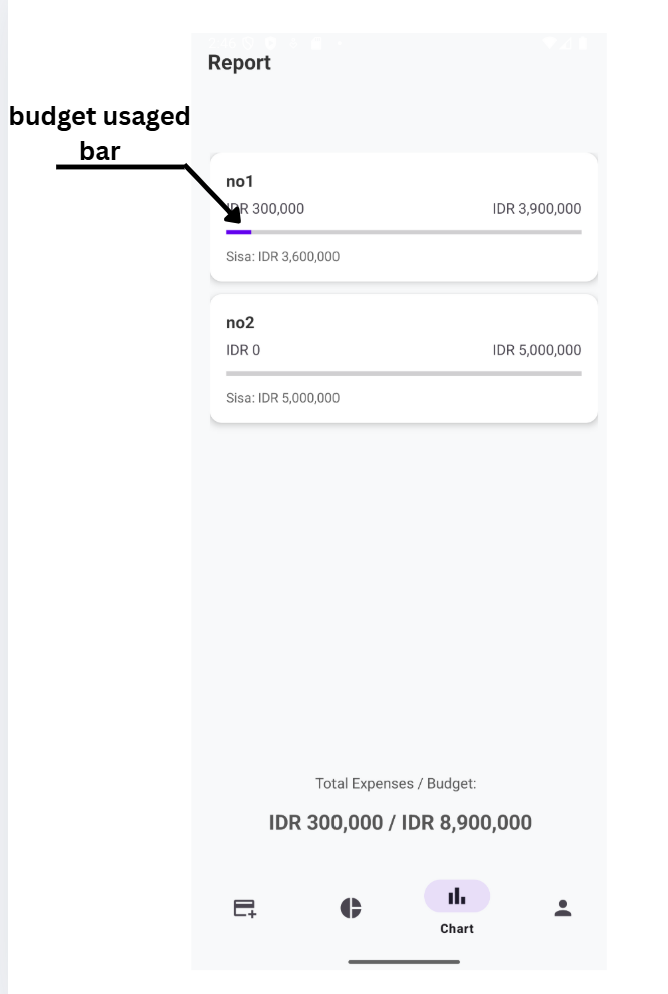 Report
budget usaged
bar
no1
IDR 300,000 IDR 3,900,000
Sisa: IDR 3,600,000
no2
IDR 0 IDR 5,000,000
Sisa: IDR 5,000,000
Total Expenses / Budget:
IDR 300,000 / IDR 8,900,000
Chart